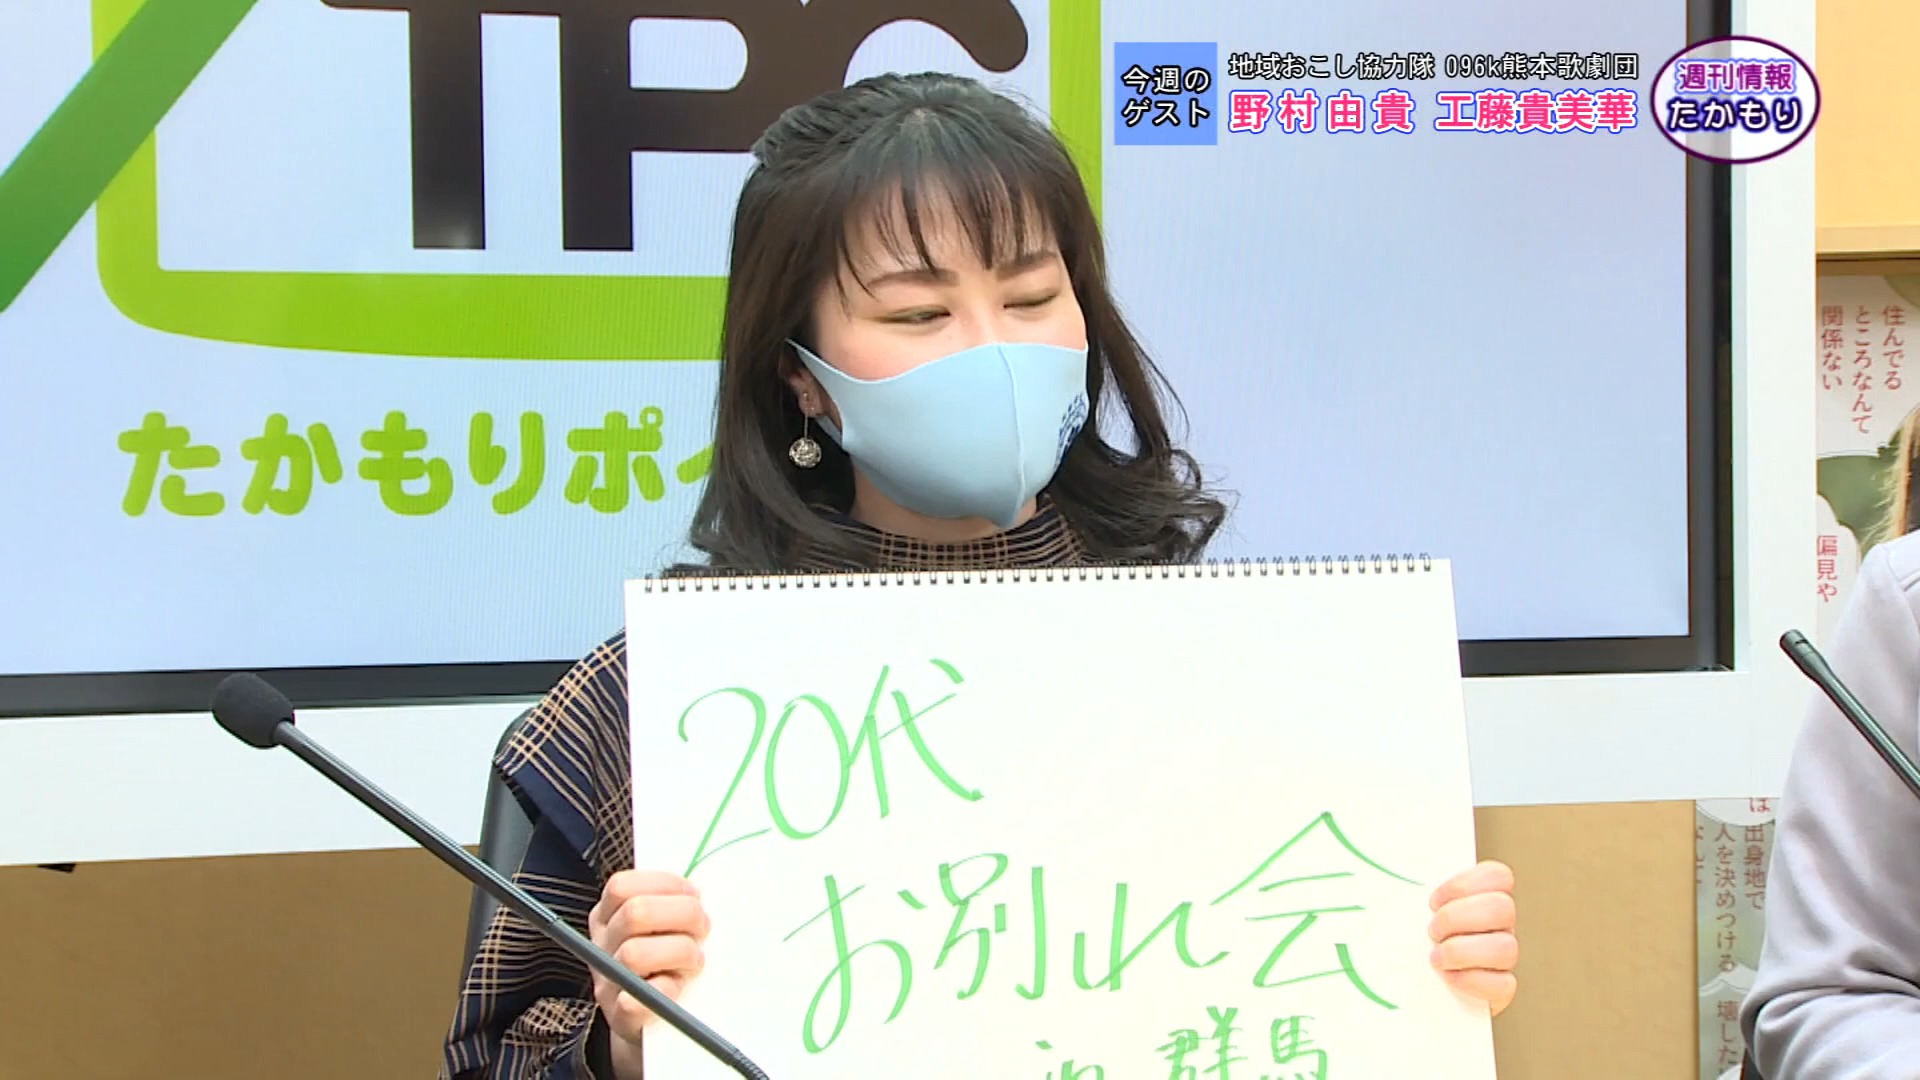 TPC
たかもりポイ
今週の
ゲスト
地域おこし協力隊 096k熊本歌劇団
野村由貴 工藤貴美華
週刊情報
たかもり
住んでる
ところなんて
関係ない
偏見や
出身地で
人を決めつける
壊した
20代
お別れ会
in 群馬